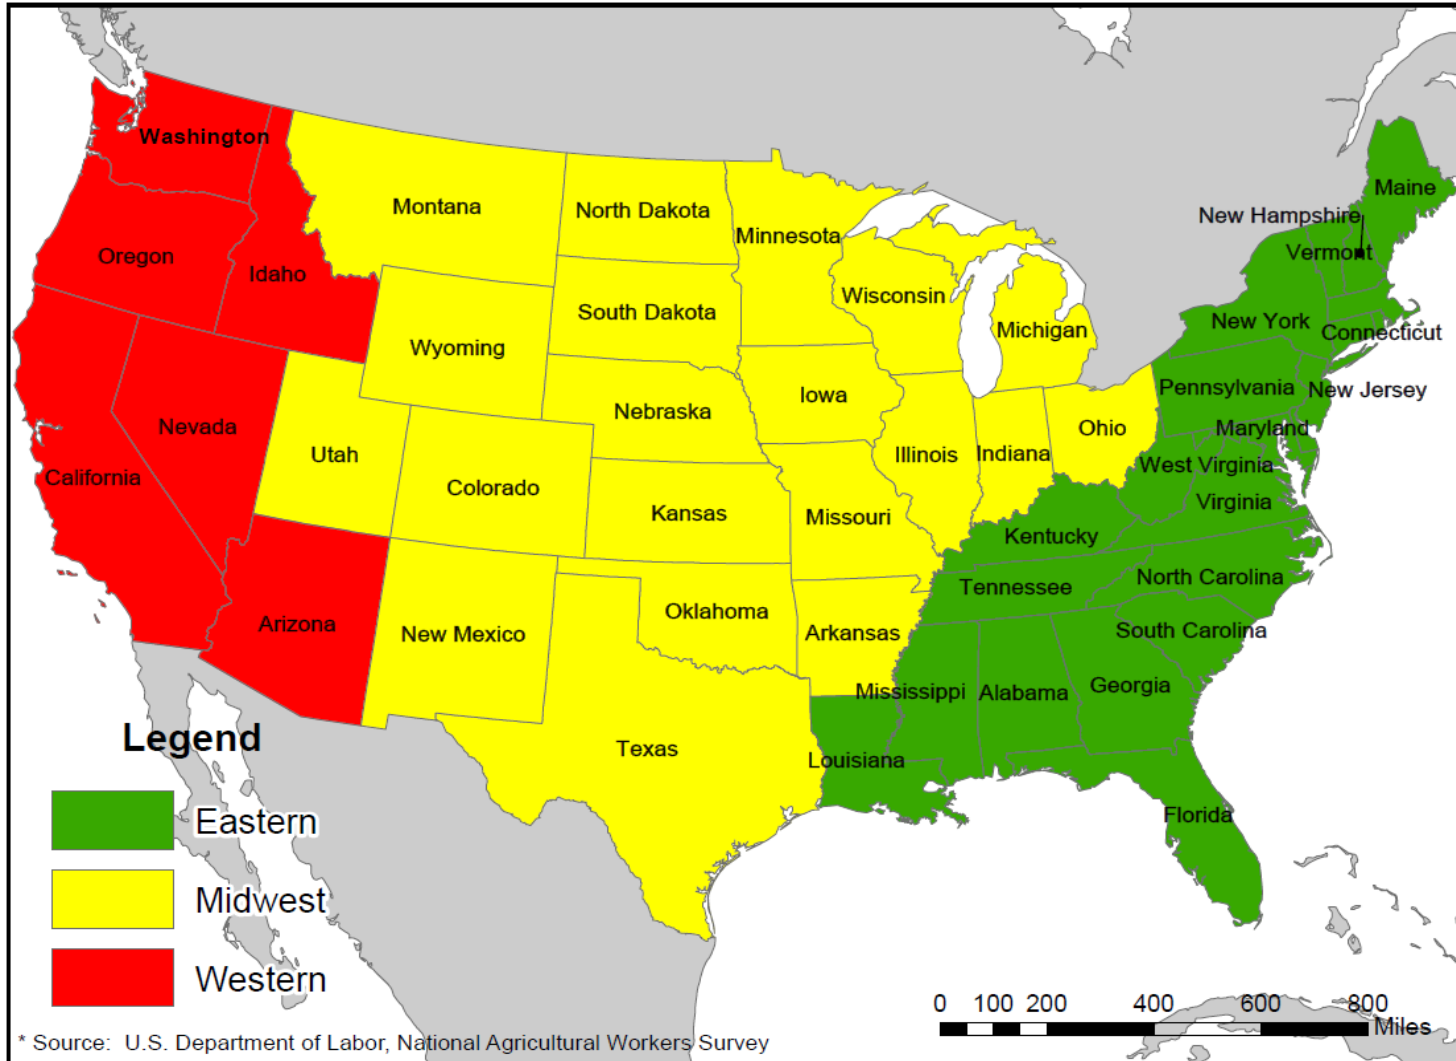 Washington
Montana
North Dakota
Minnesota
Maine
New Hampshire
Vermont
Oregon
Idaho
Wisconsin
South Dakota
Michigan
New York
Connecticut
Wyoming
Iowa
Pennsylvania
New Jersey
Nebraska
Nevada
Utah
Ohio
Maryland
Illinois
Indiana
West Virginia
California
Colorado
Kansas
Missouri
Virginia
Kentucky
North Carolina
Tennessee
Arizona
New Mexico
Oklahoma
Arkansas
South Carolina
Mississippi
Alabama
Georgia
Texas
Louisiana
Florida
Legend
Eastern
Midwest
Western
0 100 200 400 600 800
Miles
* Source: U.S. Department of Labor, National Agricultural Workers Survey